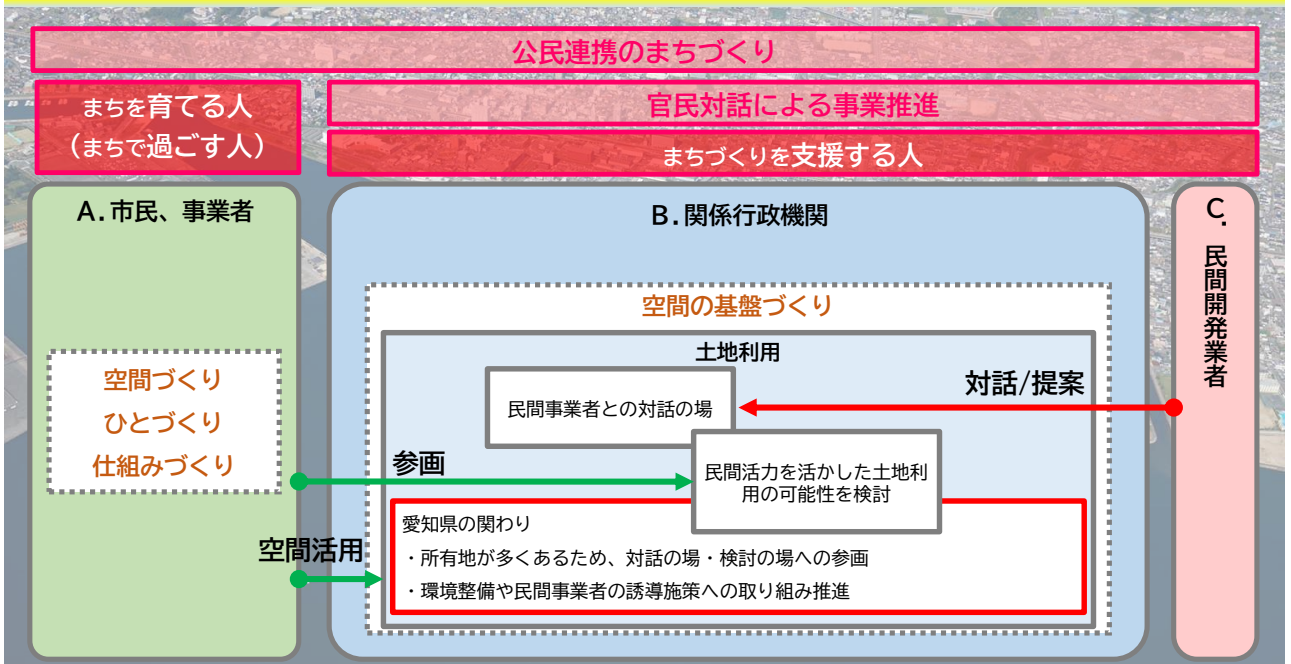 公民連携のまちづくり
まちを育てる人
(まちで過ごす人)
官民対話による事業推進
まちづくりを支援する人
A.市民、事業者
B.関係行政機関
C.民間開発業者
空間の基盤づくり
土地利用
空間づくり
ひとづくり
仕組みづくり
民間事業者との対話の場
対話/提案
参画
民間活力を活かした土地利
用の可能性を検討
空間活用
愛知県の関わり
・所有地が多くあるため、対話の場・検討の場への参画
・環境整備や民間事業者の誘導施策への取り組み推進